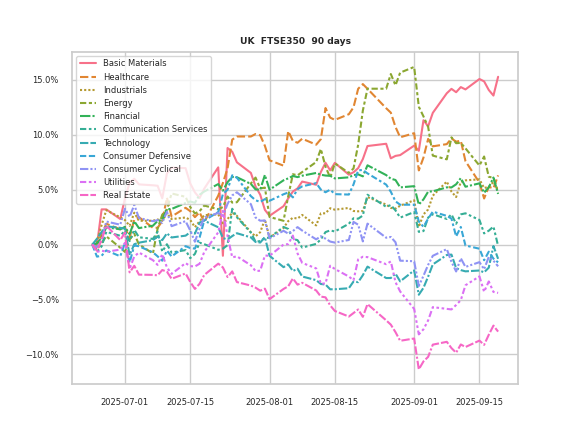 UK  FTSE350  90 days
Basic Materials
Healthcare
Industrials
Energy
Financial
Communication Services
Technology
Consumer Defensive
Consumer Cyclical
Utilities
Real Estate
15.0%
10.0%
5.0%
0.0%
−5.0%
−10.0%
2025-07-01 2025-07-15 2025-08-01 2025-08-15 2025-09-01 2025-09-15